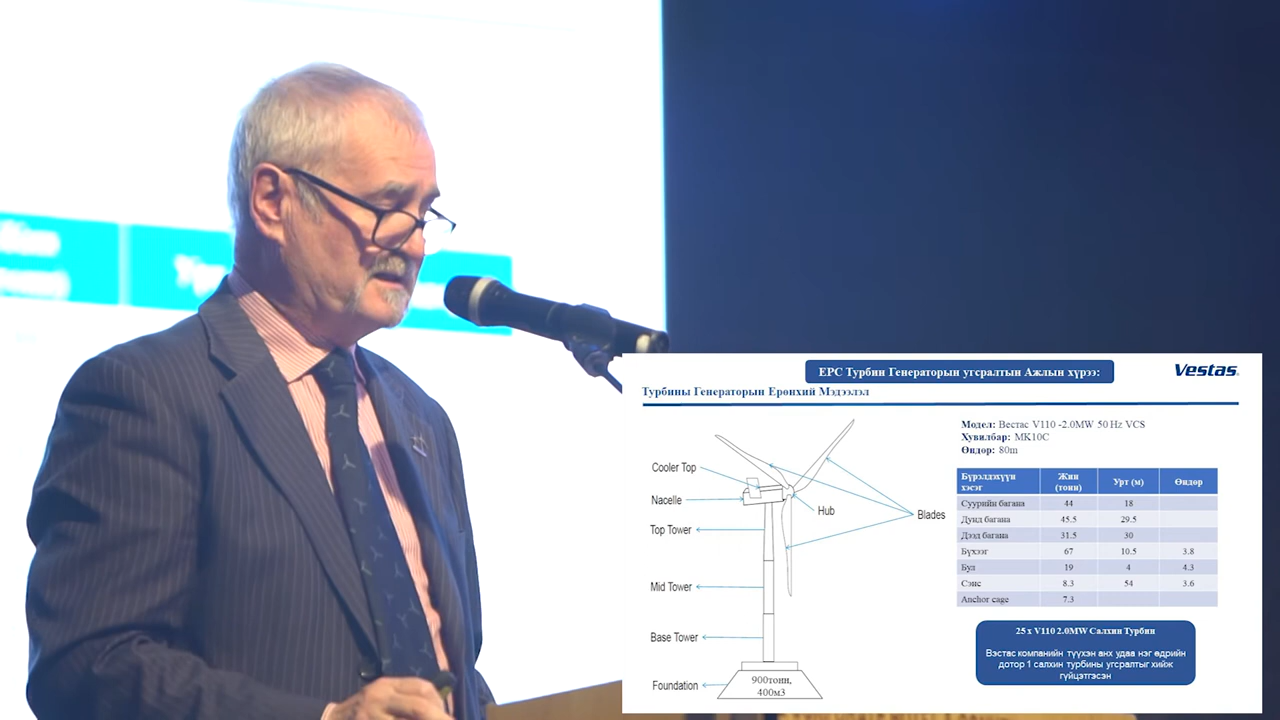 EPC Турбин Генераторын угсралтын Ажлын хүрээ:
Vestas
Турбины Генераторын Ерөнхий Мэдээлэл
Модел: Вестас V110 -2.0MW 50 Hz VCS
Хувилбар: MK10C
Өндөр: 80m
Cooler Top
Nacelle
Hub
Blades
Top Tower
Mid Tower
Base Tower
Foundation
900тонн,
400м3
Бүрэлдэхүүн хэсэг Жин (тонн) Урт (м) Өндөр
Суурийн багана 44 18
Дунд багана 45.5 29.5
Дээд багана 31.5 30
Бүхээг 67 10.5 3.8
Бул 19 4 4.3
Сэнс 8.3 54 3.6
Anchor cage 7.3
25 x V110 2.0MW Салхин Турбин
Вэстас компанийн түүхэн анх удаа нэг өдрийн
дотор 1 салхин турбины угсралтыг хийж
гүйцэтгэсэн